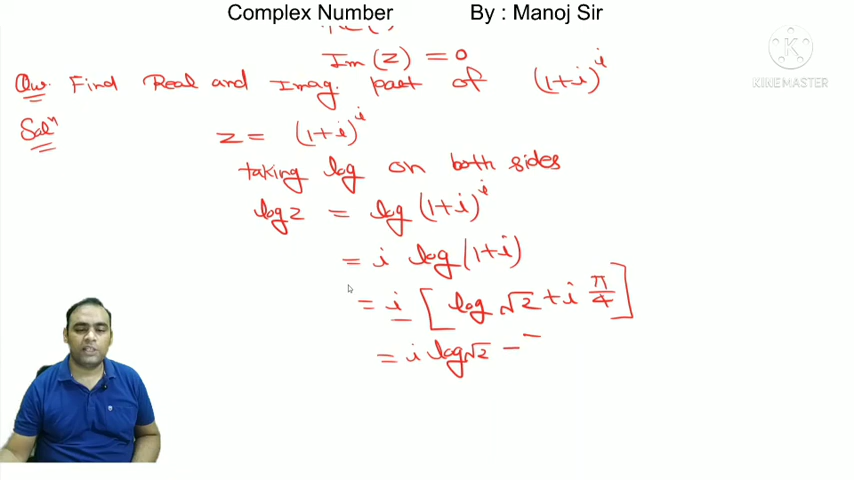 Complex Number By : Manoj Sir
Im (z) = 0
Qu. Find Real and Imag. part of (1+i)^i
KINEMASTER
Solⁿ
z = (1+i)^i
taking log on both sides
log z = log (1+i)^i
= i log (1+i)
= i [ log √2 + i π/4 ]
= i log √2 –